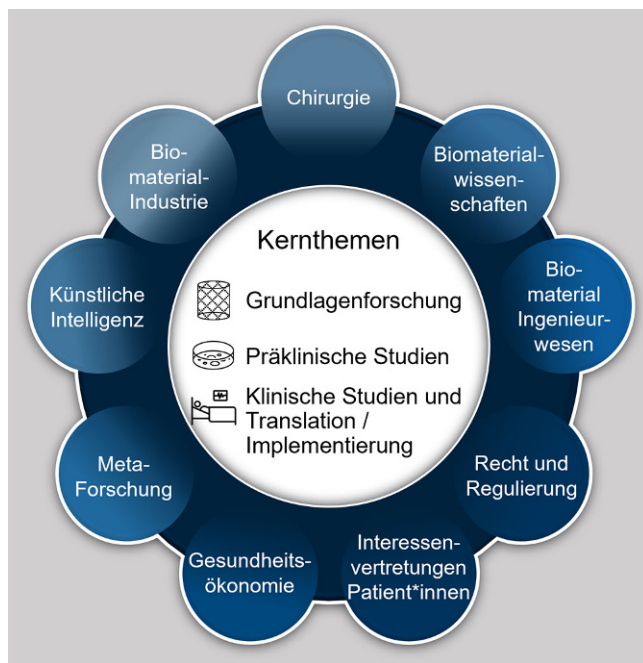 Chirurgie
Biomaterial-
wissen-
schaften
Bio-
material
Ingenieur-
wesen
Recht und
Regulierung
Interessen-
vertretungen
Patient*innen
Gesundheits-
ökonomie
Meta-
Forschung
Künstliche
Intelligenz
Bio-
material-
Industrie
Kernthemen
Grundlagenforschung
Präklinische Studien
Klinische Studien und
Translation /
Implementierung